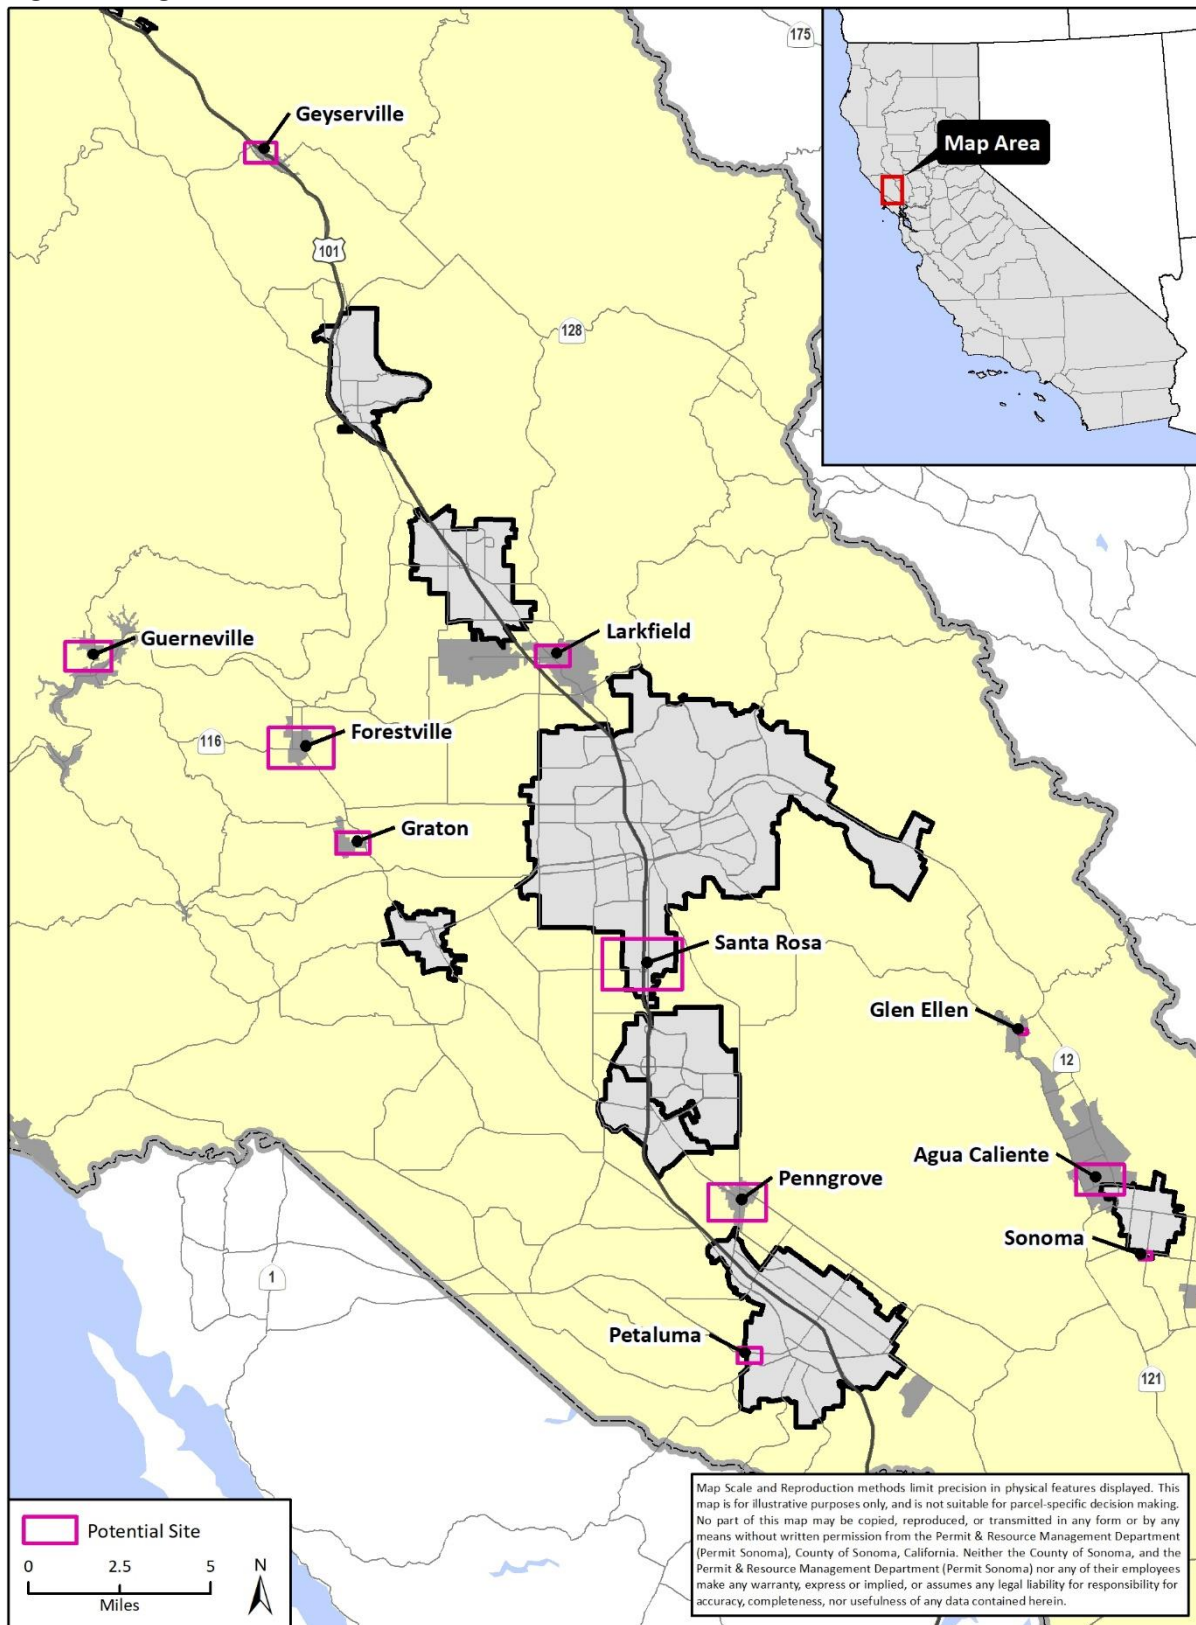 175
Map Area
Geyserville
101
128
Guerneville
Larkfield
Forestville
116
Graton
Santa Rosa
Glen Ellen
12
Agua Caliente
Penngrove
Sonoma
1
Petaluma
121
Potential Site
0 2.5 5
Miles
N
Map Scale and Reproduction methods limit precision in physical features displayed. This
map is for illustrative purposes only, and is not suitable for parcel-specific decision making.
No part of this map may be copied, reproduced, or transmitted in any form or by any
means without written permission from the Permit & Resource Management Department
(Permit Sonoma), County of Sonoma, California. Neither the County of Sonoma, and the
Permit & Resource Management Department (Permit Sonoma) nor any of their employees
make any warranty, express or implied, or assumes any legal liability for responsibility for
accuracy, completeness, nor usefulness of any data contained herein.